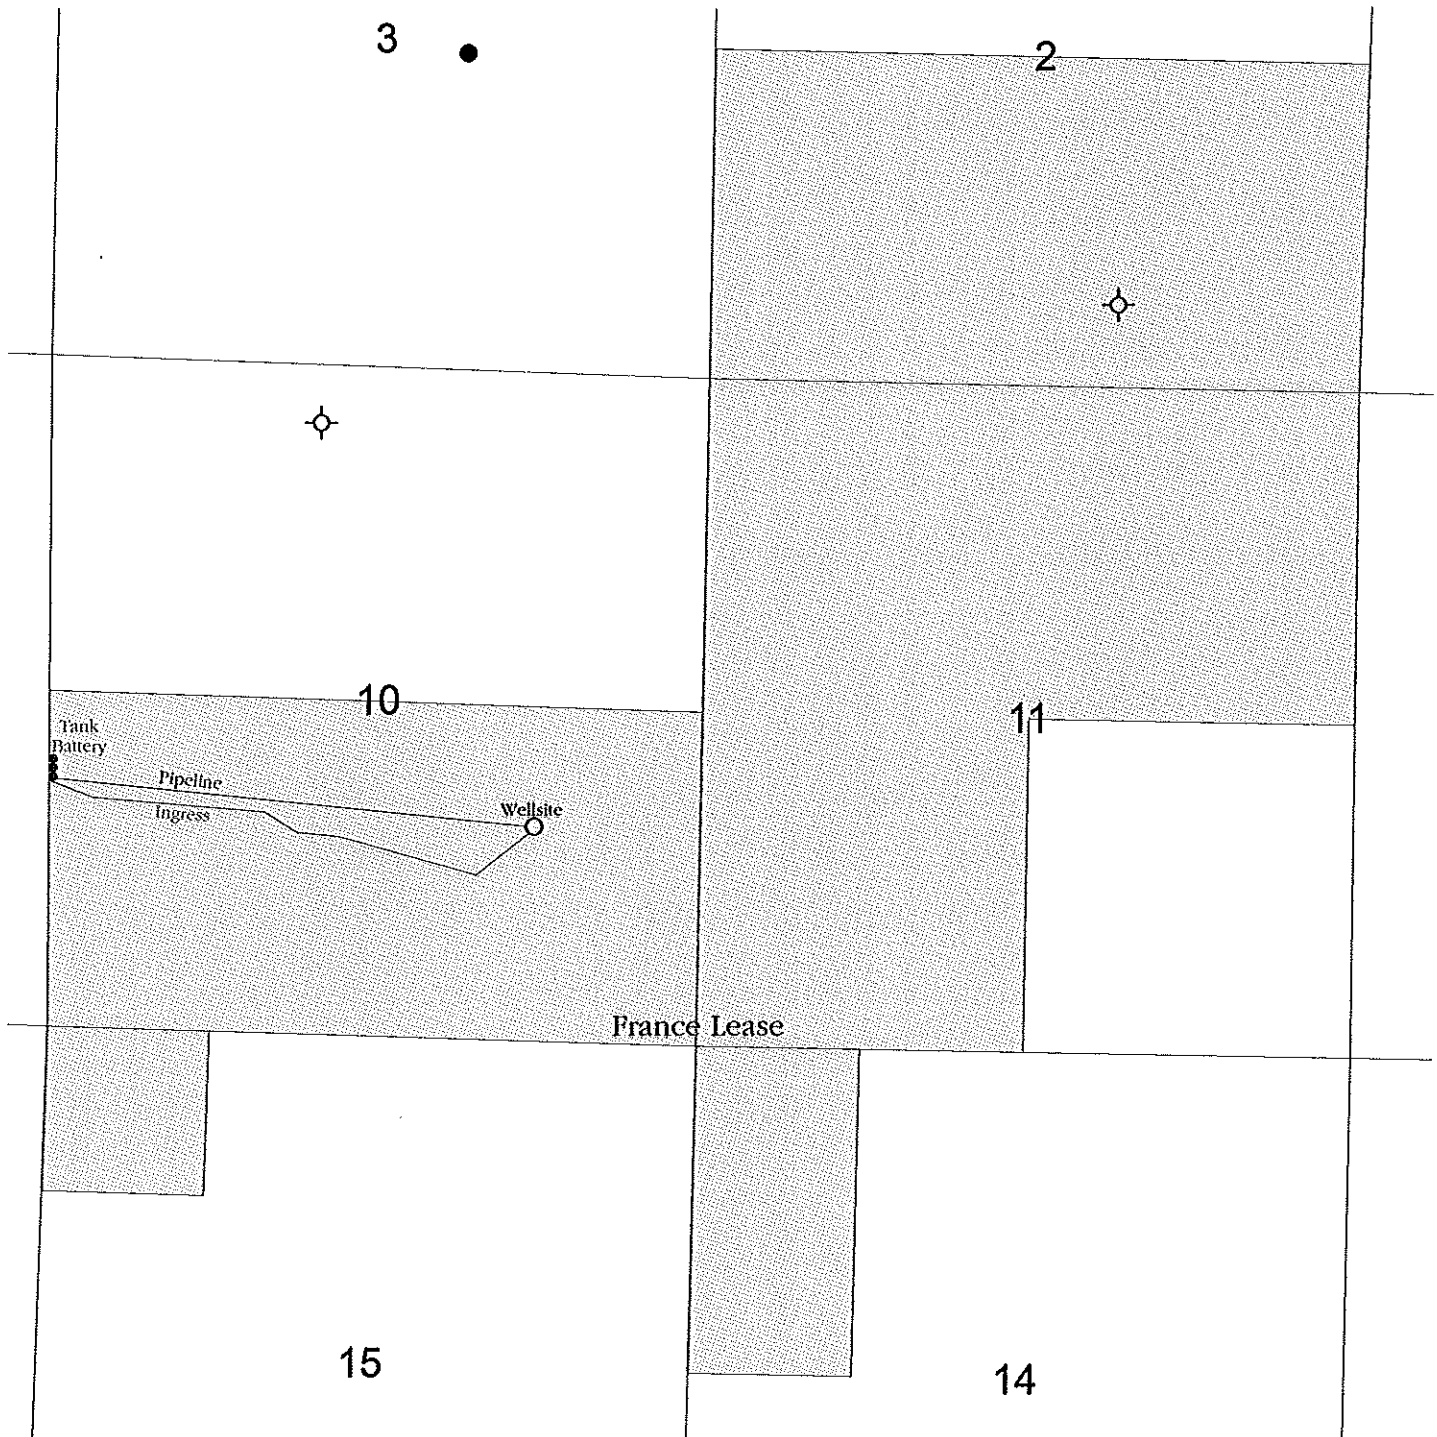 3
2
10
Tank
Battery
11
Pipeline
Wellsite
Ingress
France Lease
15
14